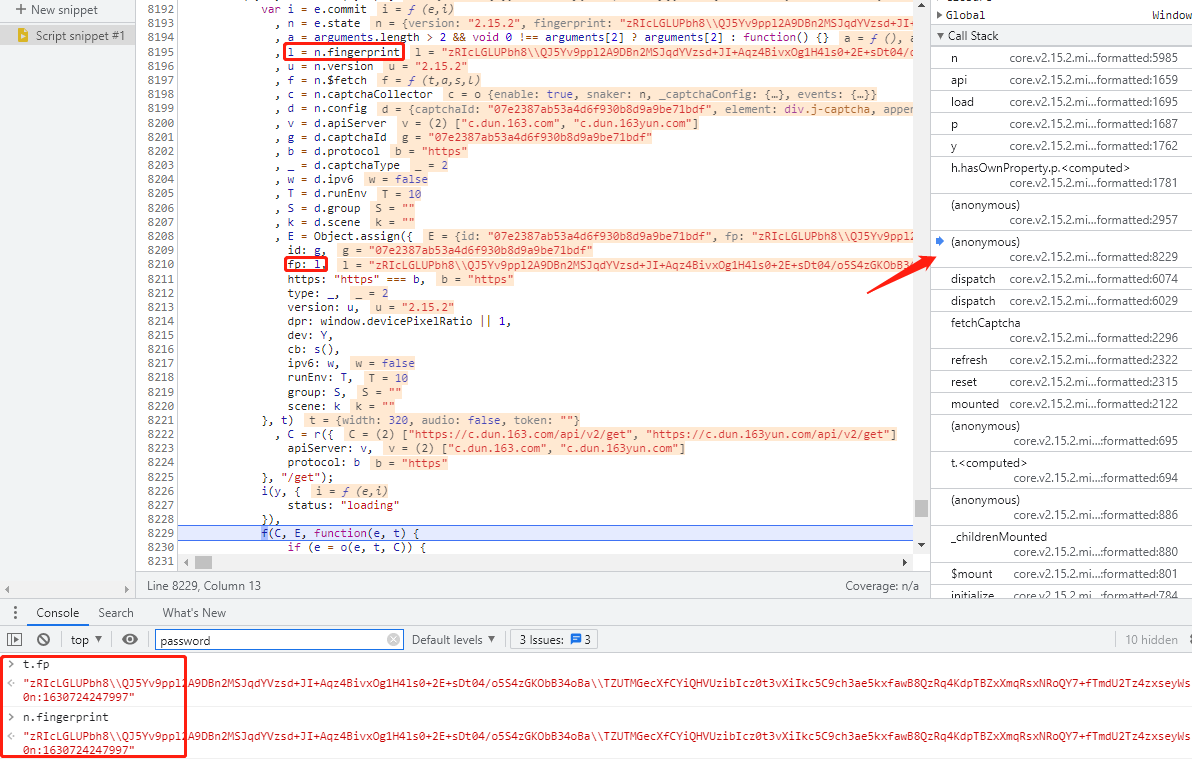 New snippet
Script snippet #1
8192 var i = e.commit i = ƒ (e,i)
8193 , n = e.state n = {version: "2.15.2", fingerprint: "zRIcLGLUPbh8\\QJ5Yv9ppl2A9DBn2MSJqdYVzsd+JI+
8194 , a = arguments.length > 2 && void 0 !== arguments[2] ? arguments[2] : function() {} a = ƒ (), a
8195 , l = n.fingerprint l = "zRIcLGLUPbh8\\QJ5Yv9ppl2A9DBn2MSJqdYVzsd+JI+Aqz4BivxOg1H4ls0+2E+sDt04/o
8196 , u = n.version u = "2.15.2"
8197 , f = n.$fetch f = ƒ (t,a,s,l)
8198 , c = n.captchaCollector c = o {enable: true, snaker: n, _captchaConfig: {…}, events: {…}}
8199 , d = n.config d = {captchaId: "07e2387ab53a4d6f930b8d9a9be71bdf", element: div.j-captcha, apper
8200 , v = d.apiServer v = (2) ["c.dun.163.com", "c.dun.163yun.com"]
8201 , g = d.captchaId g = "07e2387ab53a4d6f930b8d9a9be71bdf"
8202 , b = d.protocol b = "https"
8203 , _ = d.captchaType _ = 2
8204 , w = d.ipv6 w = false
8205 , T = d.runEnv T = 10
8206 , S = d.group S = ""
8207 , k = d.scene k = ""
8208 , E = Object.assign({ E = {id: "07e2387ab53a4d6f930b8d9a9be71bdf", fp: "zRIcLGLUPbh8\\QJ5Yv9ppl2
8209 id: g, g = "07e2387ab53a4d6f930b8d9a9be71bdf"
8210 fp: l, l = "zRIcLGLUPbh8\\QJ5Yv9ppl2A9DBn2MSJqdYVzsd+JI+Aqz4BivxOg1H4ls0+2E+sDt04/o5S4zGKObB34
8211 https: "https" === b, b = "https"
8212 type: _, _ = 2
8213 version: u, u = "2.15.2"
8214 dpr: window.devicePixelRatio || 1,
8215 dev: Y,
8216 cb: s(),
8217 ipv6: w, w = false
8218 runEnv: T, T = 10
8219 group: S, S = ""
8220 scene: k k = ""
8221 }, t) t = {width: 320, audio: false, token: ""}
8222 , C = r({ C = (2) ["https://c.dun.163.com/api/v2/get", "https://c.dun.163yun.com/api/v2/get"]
8223 apiServer: v, v = (2) ["c.dun.163.com", "c.dun.163yun.com"]
8224 protocol: b b = "https"
8225 }, "/get");
8226 i(y, { i = ƒ (e,i)
8227 status: "loading"
8228 }),
8229 f(C, E, function(e, t) {
8230 if (e = o(e, t, C)) {
8231
Line 8229, Column 13 Coverage: n/a
Global Window
Call Stack
n core.v2.15.2.mi…formatted:5985
api core.v2.15.2.mi…formatted:1659
load core.v2.15.2.mi…formatted:1695
p core.v2.15.2.mi…formatted:1687
y core.v2.15.2.mi…formatted:1762
h.hasOwnProperty.p.<computed>
core.v2.15.2.mi…formatted:1781
(anonymous)
core.v2.15.2.mi…formatted:2957
(anonymous)
core.v2.15.2.mi…formatted:8229
dispatch core.v2.15.2.mi…formatted:6074
dispatch core.v2.15.2.mi…formatted:6029
fetchCaptcha
core.v2.15.2.mi…formatted:2296
refresh core.v2.15.2.mi…formatted:2322
reset core.v2.15.2.mi…formatted:2315
mounted core.v2.15.2.mi…formatted:2122
(anonymous)
core.v2.15.2.mi…:formatted:695
t.<computed>
core.v2.15.2.mi…:formatted:694
(anonymous)
core.v2.15.2.mi…:formatted:886
_childrenMounted
core.v2.15.2.mi…:formatted:880
$mount core.v2.15.2.mi…:formatted:801
initialize core.v2.15.2.mi…:formatted:784
Console Search What's New
top password Default levels 3 Issues: 3 10 hidden
t.fp
"zRIcLGLUPbh8\\QJ5Yv9ppl2A9DBn2MSJqdYVzsd+JI+Aqz4BivxOg1H4ls0+2E+sDt04/o5S4zGKObB34oBa\\TZUTMGecXfCYiQHVUzibIcz0t3vXiIkc5C9ch3ae5kxfawB8QzRq4KdpTBZxXmqRsxNRoQY7+fTmdU2Tz4zxseyWs
0n:1630724247997"
n.fingerprint
"zRIcLGLUPbh8\\QJ5Yv9ppl2A9DBn2MSJqdYVzsd+JI+Aqz4BivxOg1H4ls0+2E+sDt04/o5S4zGKObB34oBa\\TZUTMGecXfCYiQHVUzibIcz0t3vXiIkc5C9ch3ae5kxfawB8QzRq4KdpTBZxXmqRsxNRoQY7+fTmdU2Tz4zxseyWs
0n:1630724247997"